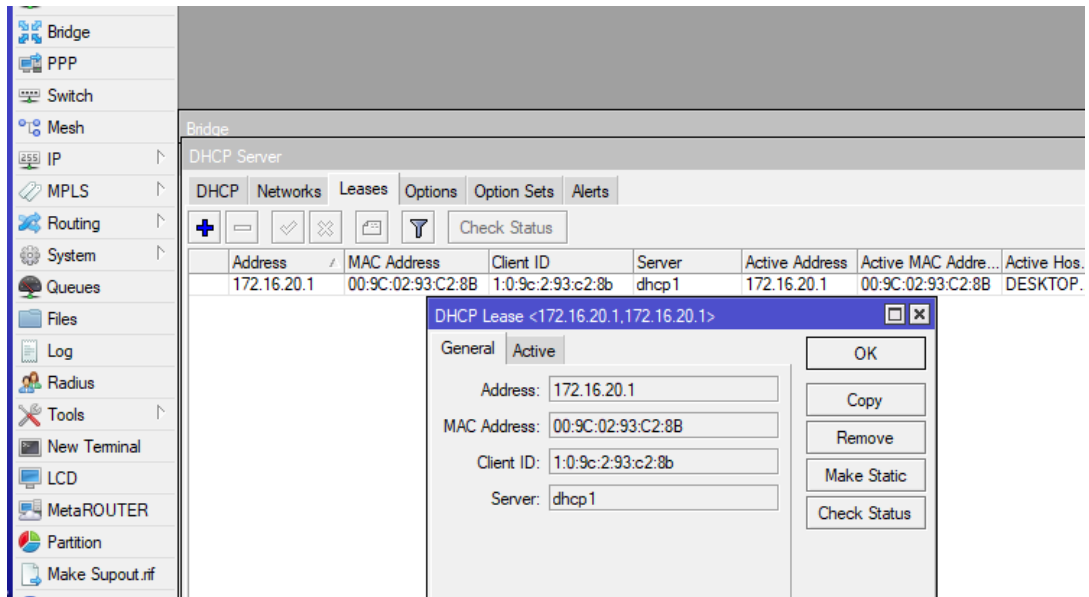 Bridge
PPP
Switch
Mesh
255 IP
MPLS
Routing
System
Queues
Files
Log
Radius
Tools
New Terminal
LCD
MetaROUTER
Partition
Make Supout.rif
Bridge
DHCP Server
DHCP Networks Leases Options Option Sets Alerts
Check Status
Address MAC Address Client ID Server Active Address Active MAC Addre... Active Hos.
172.16.20.1 00:9C:02:93:C2:8B 1:0:9c:2:93:c2:8b dhcp1 172.16.20.1 00:9C:02:93:C2:8B DESKTOP.
DHCP Lease <172.16.20.1,172.16.20.1>
General Active
Address: 172.16.20.1
MAC Address: 00:9C:02:93:C2:8B
Client ID: 1:0:9c:2:93:c2:8b
Server: dhcp1
OK
Copy
Remove
Make Static
Check Status